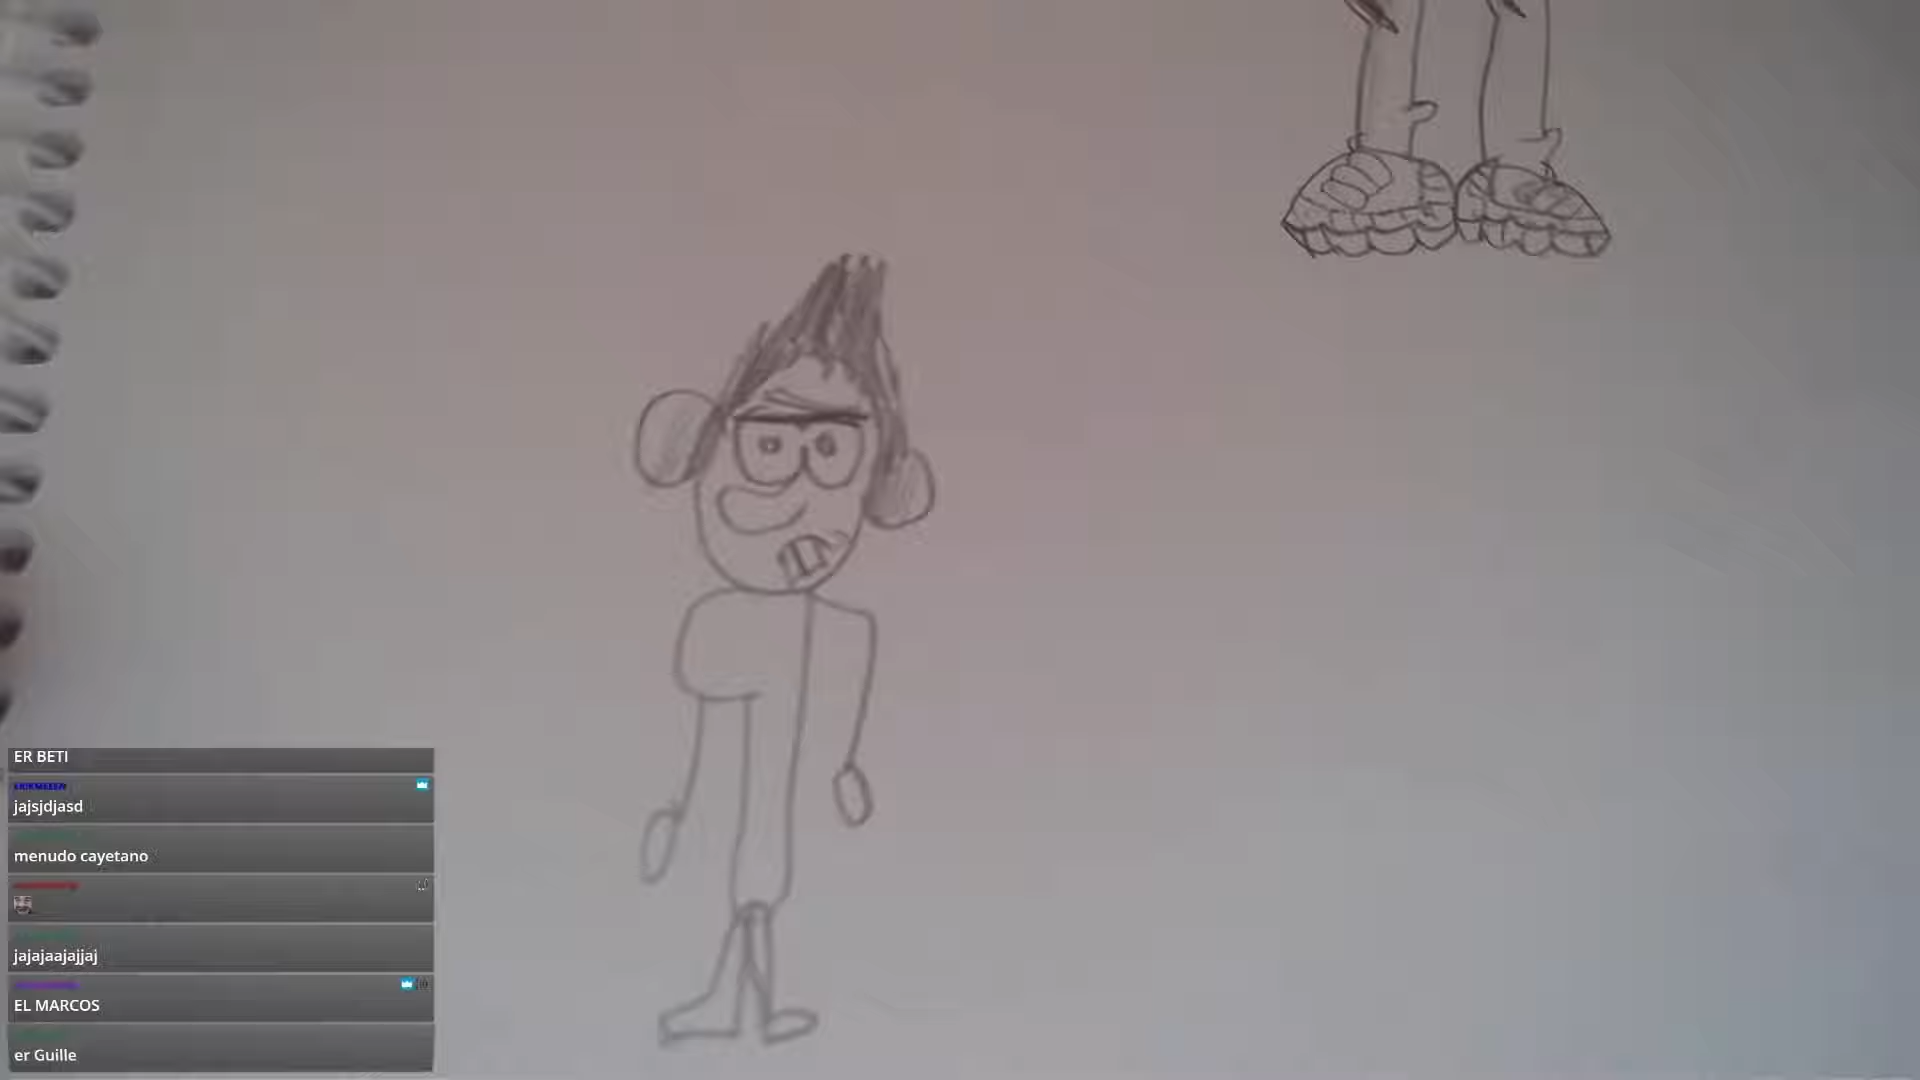 ER BETI
jajsjdjasd
menudo cayetano
jajajaajajjaj
EL MARCOS
er Guille